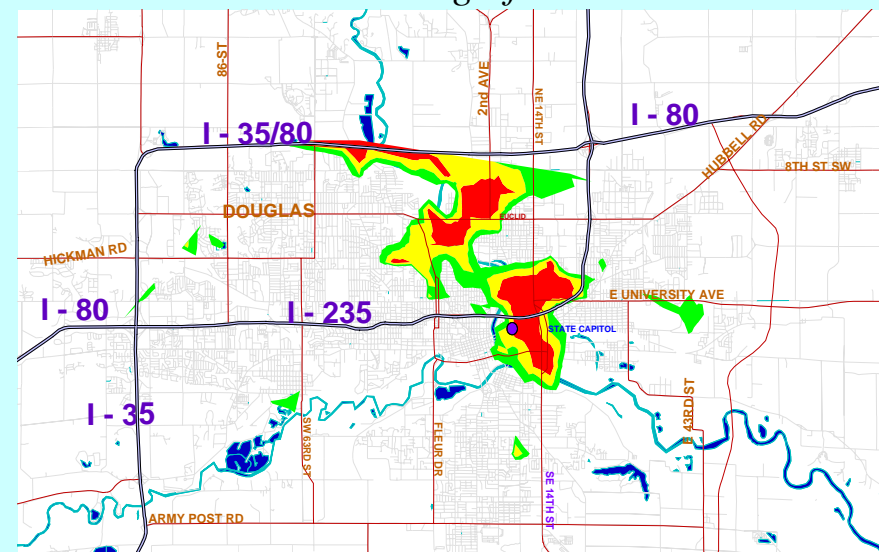 86-ST
2nd AVE
NE 14TH ST
I - 80
I - 35/80
HUBBELL RD
8TH ST SW
DOUGLAS
EUCLID
HICKMAN RD
E UNIVERSITY AVE
I - 80
I - 235
STATE CAPITOL
I - 35
SW 63RD ST
FLEUR DR
E 43RD ST
SE 14TH ST
ARMY POST RD